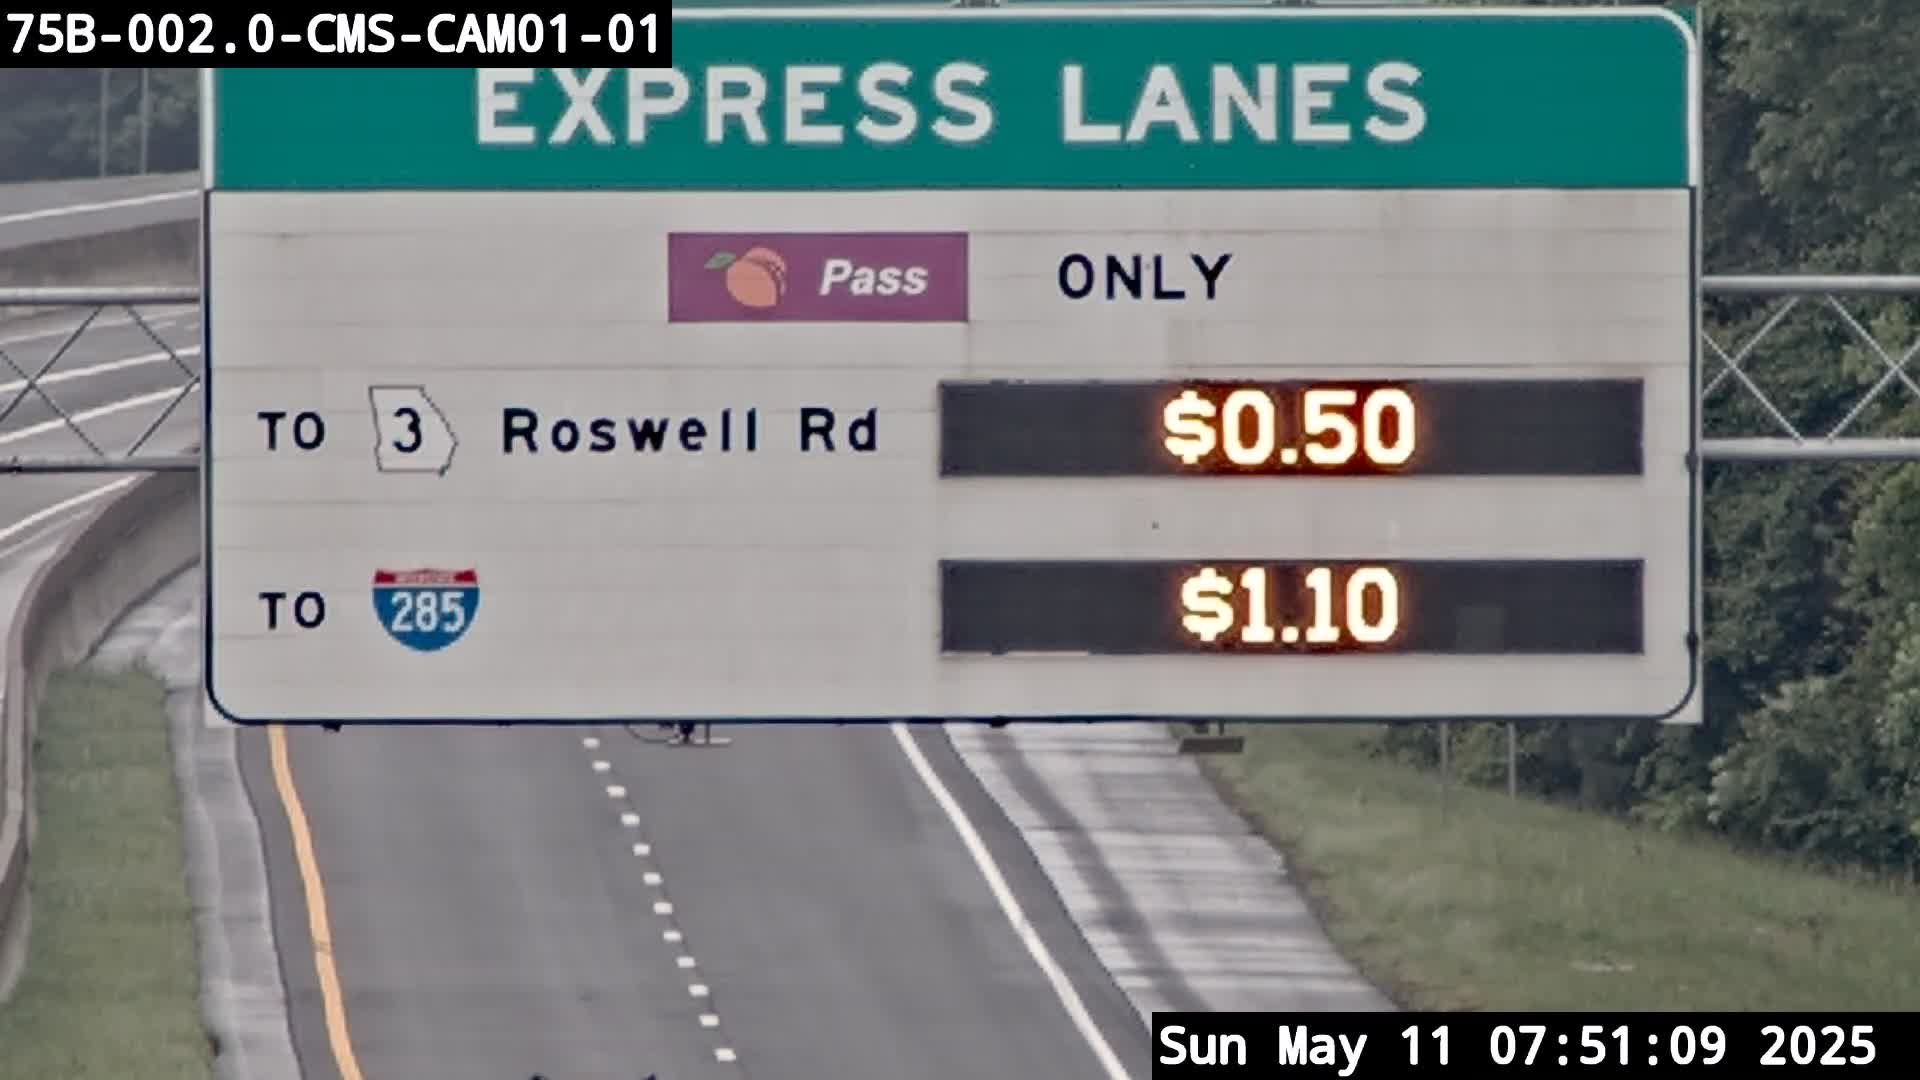 75B-002.0-CMS-CAM01-01
EXPRESS LANES
Pass ONLY
TO 3 Roswell Rd $0.50
TO 285 $1.10
Sun May 11 07:51:09 2025